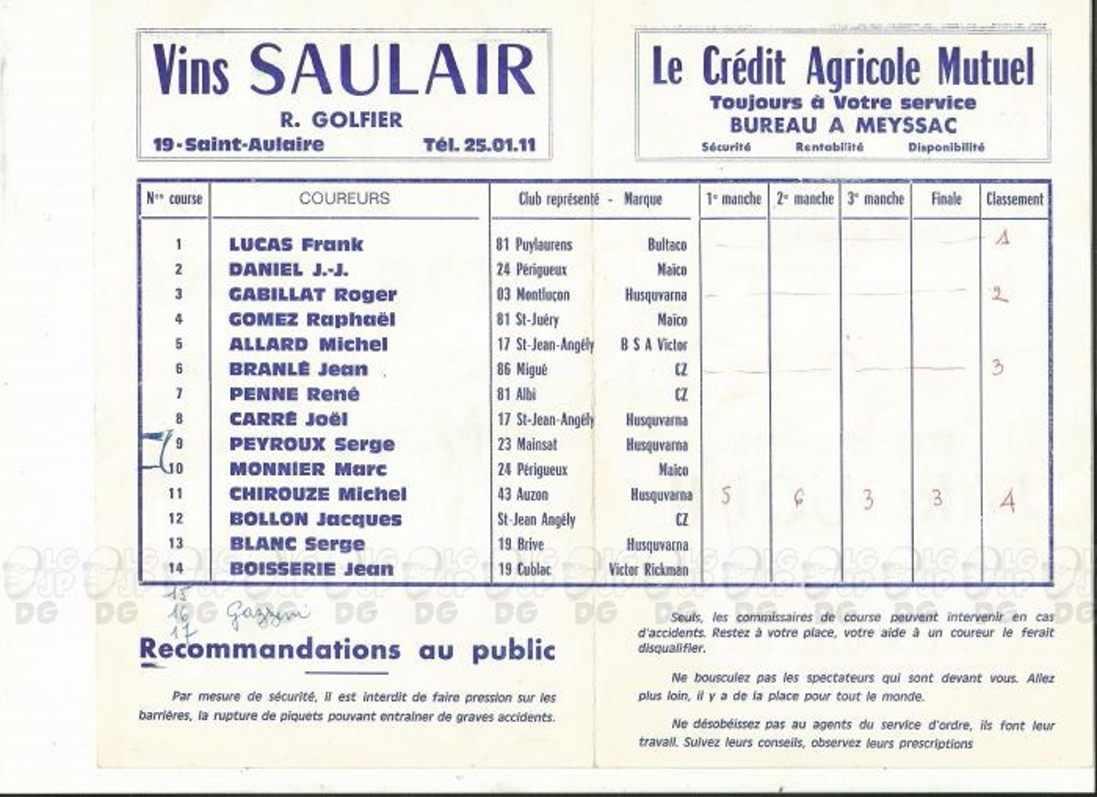 Vins SAULAIR
R. GOLFIER
19-Saint-Aulaire Tél. 25.01.11
Le Crédit Agricole Mutuel
Toujours à Votre service
BUREAU A MEYSSAC
Sécurité Rentabilité Disponibilité
Nos course COUREURS Club représenté - Marque 1e manche 2e manche 3e manche Finale Classement
1 LUCAS Frank 81 Puylaurens Bultaco 1
2 DANIEL J.-J. 24 Périgueux Maïco
3 GABILLAT Roger 03 Montluçon Husquvarna 2
4 GOMEZ Raphaël 81 St-Juéry Maïco
5 ALLARD Michel 17 St-Jean-Angély B S A Victor
6 BRANLÉ Jean 86 Migué CZ 3
7 PENNE René 81 Albi CZ
8 CARRÉ Joël 17 St-Jean-Angély Husquvarna
9 PEYROUX Serge 23 Mainsat Husquvarna
10 MONNIER Marc 24 Périgueux Maico
11 CHIROUZE Michel 43 Auzon Husquvarna 5 6 3 3 4
12 BOLLON Jacques St-Jean Angély CZ
13 BLANC Serge 19 Brive Husquvarna
14 BOISSERIE Jean 19 Cublac Victor Rickman
15
16
17
Recommandations au public
Par mesure de sécurité, il est interdit de faire pression sur les
barrières, la rupture de piquets pouvant entraîner de graves accidents.
Seuls, les commissaires de course peuvent intervenir en cas
d'accidents. Restez à votre place, votre aide à un coureur le ferait
disqualifier.
Ne bousculez pas les spectateurs qui sont devant vous. Allez
plus loin, il y a de la place pour tout le monde.
Ne désobéissez pas au agents du service d'ordre, ils font leur
travail. Suivez leurs conseils, observez leurs prescriptions